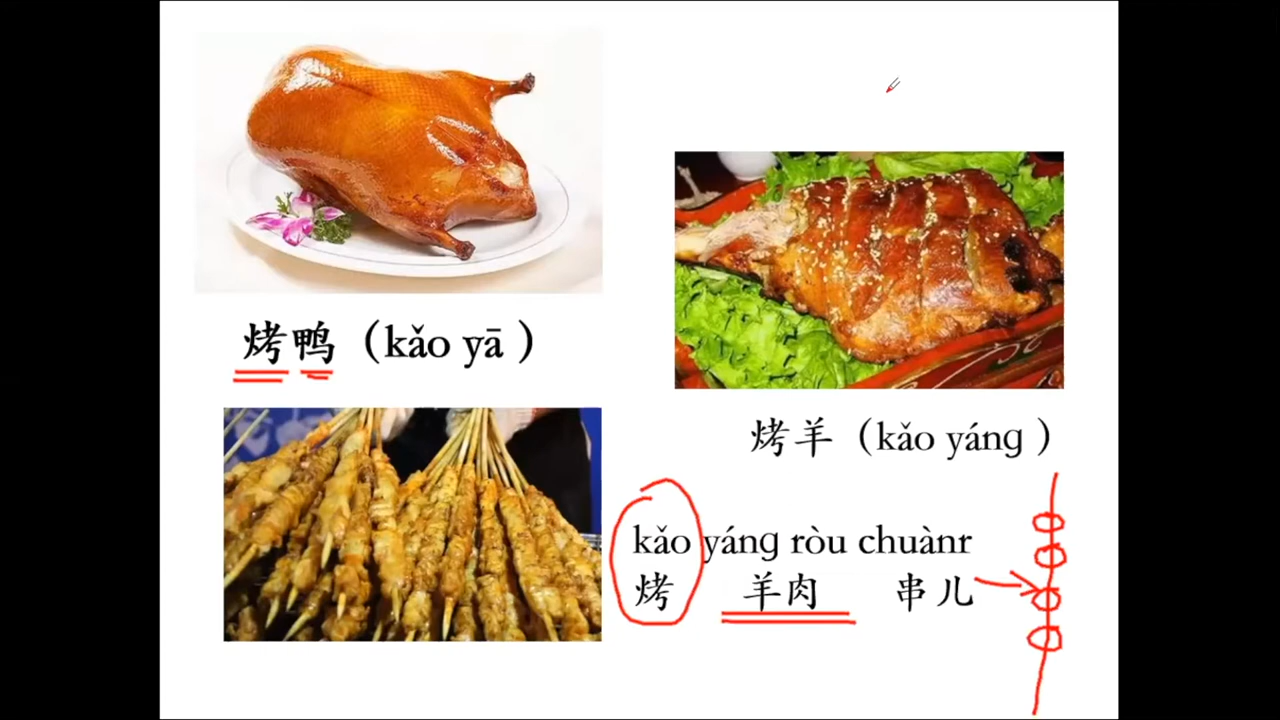 烤鸭（kǎo yā ）
烤羊（kǎo yáng ）
kǎo yáng ròu chuànr
烤 羊肉 串儿